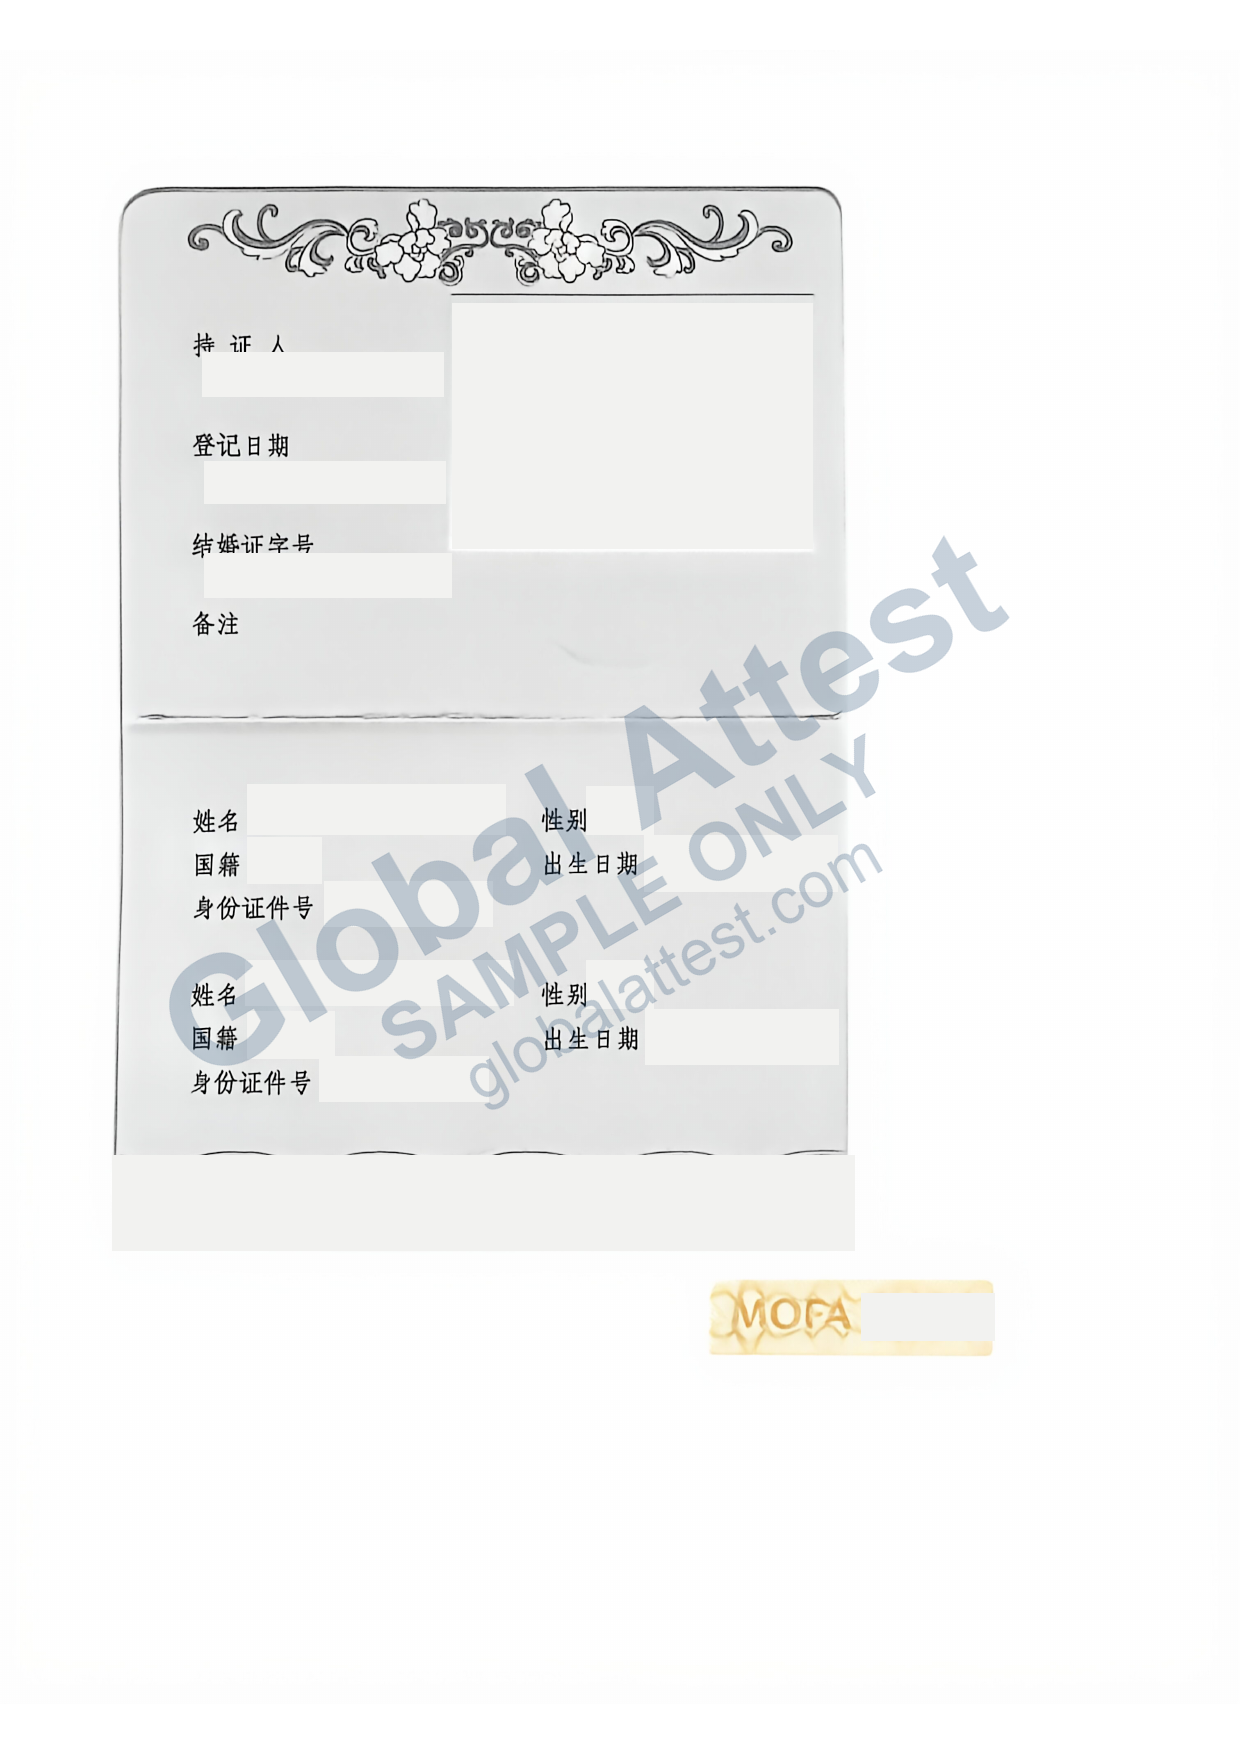 持 证 人
登记日期
结婚证字号
备注
姓名 性别
国籍 出生日期
身份证件号
姓名 性别
国籍 出生日期
身份证件号
Global Attest
SAMPLE ONLY
globalattest.com
MOFA